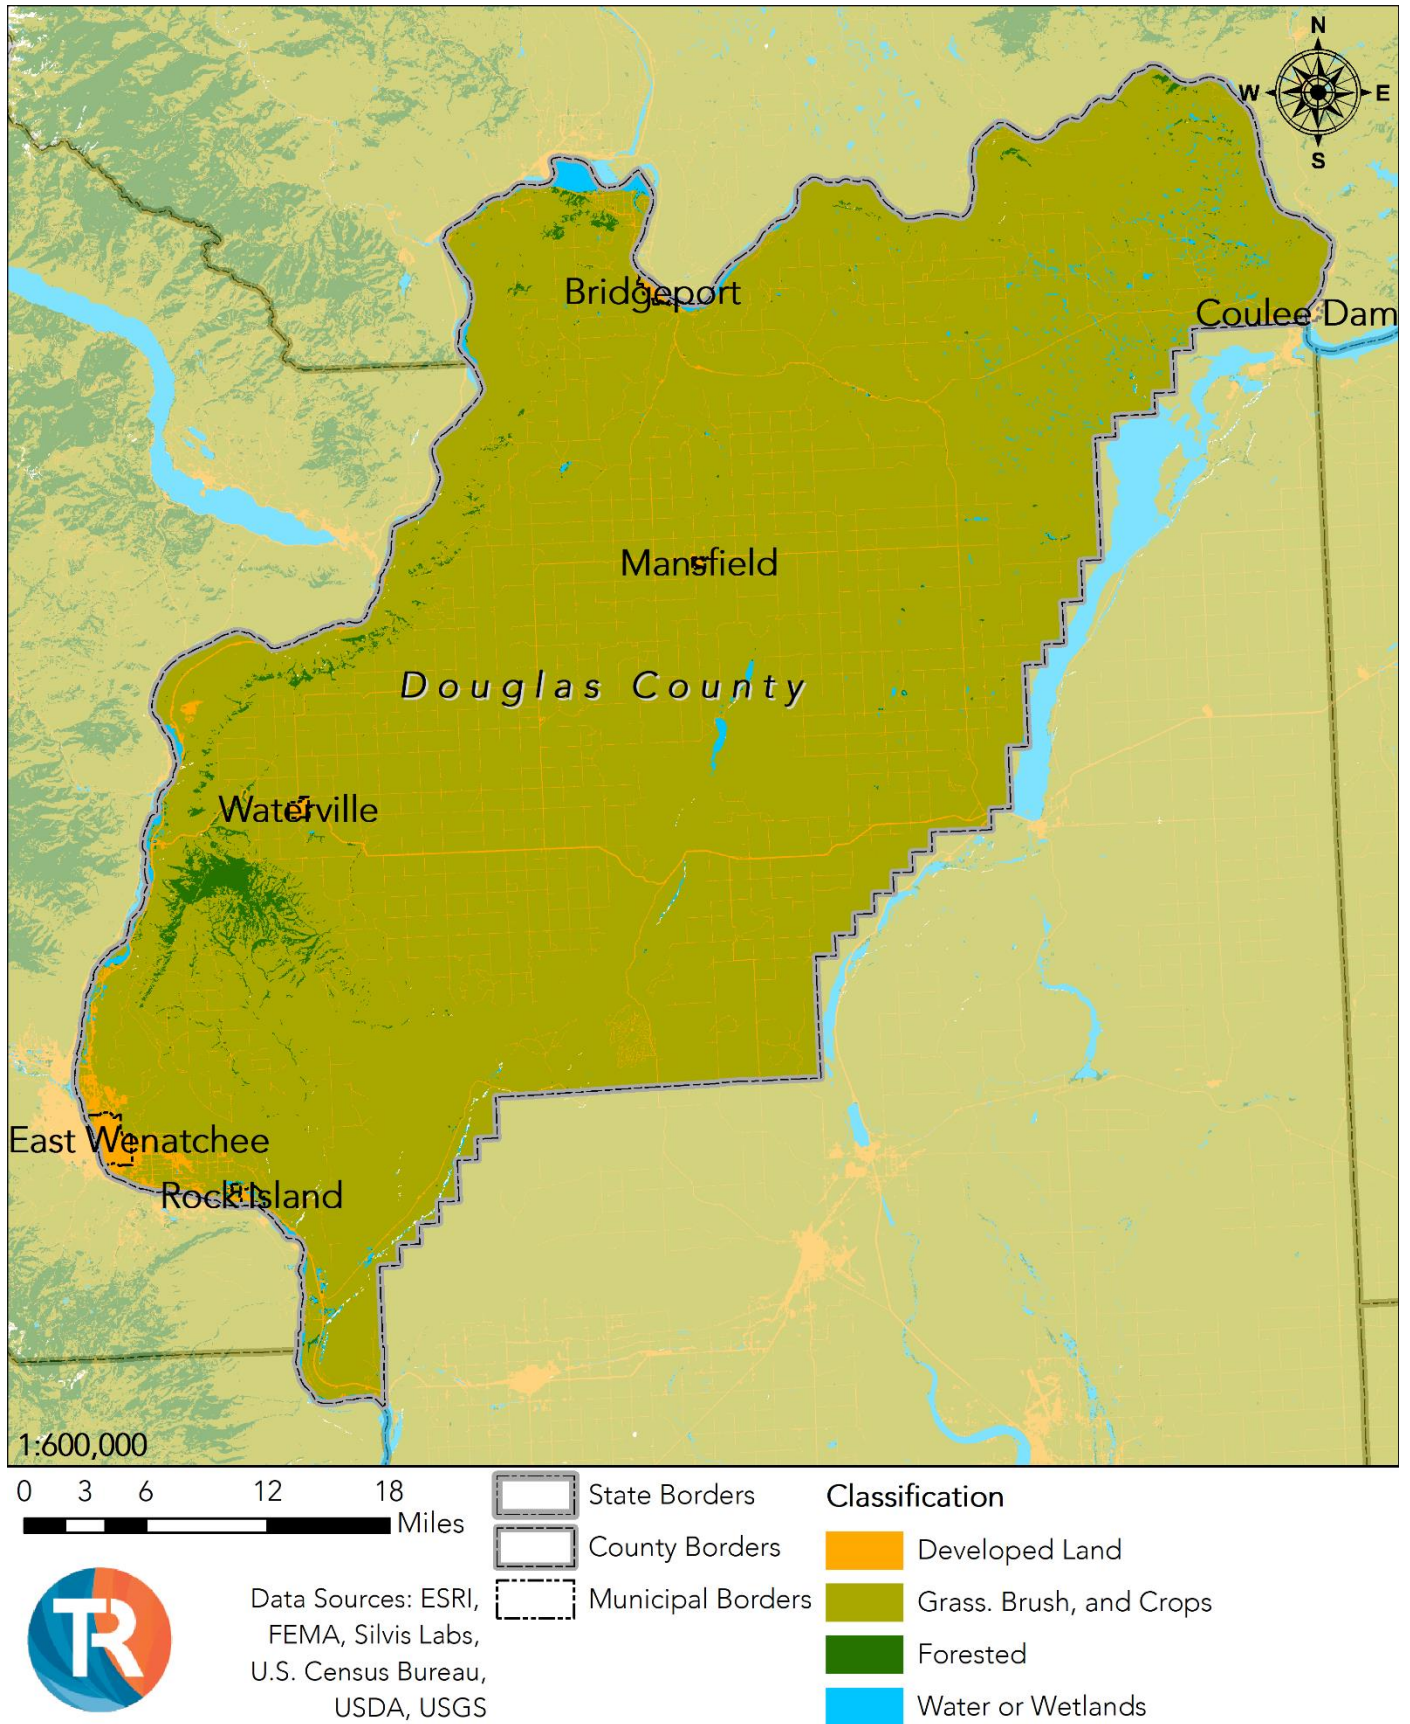 N
W E
S
Bridgeport
Coulee Dam
Mansfield
Douglas County
Waterville
East Wenatchee
Rock Island
1:600,000
0 3 6 12 18
Miles
State Borders
County Borders
Municipal Borders
Classification
Developed Land
Grass. Brush, and Crops
Forested
Water or Wetlands
TR
Data Sources: ESRI,
FEMA, Silvis Labs,
U.S. Census Bureau,
USDA, USGS